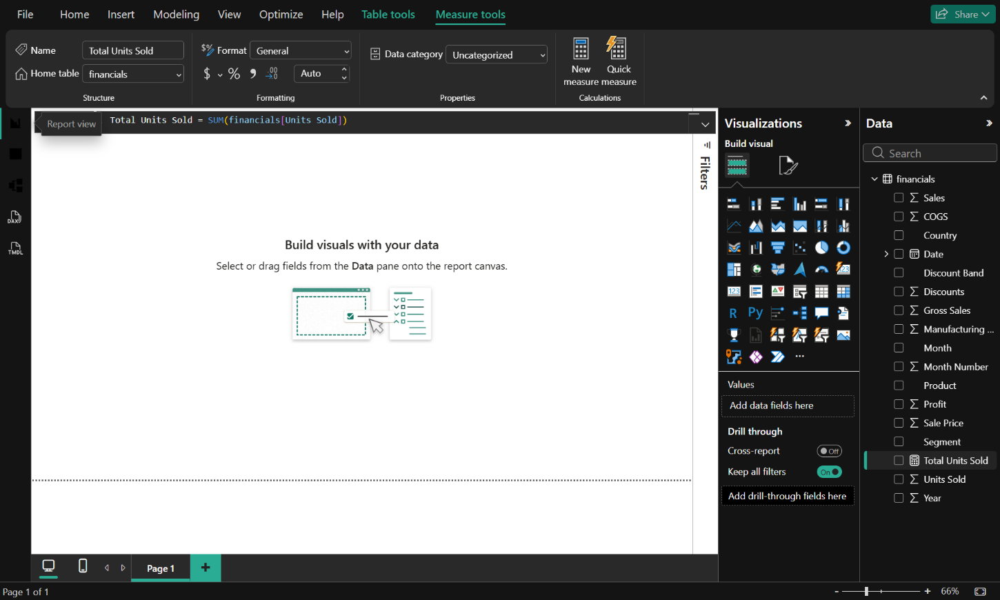 File Home Insert Modeling View Optimize Help Table tools Measure tools Share
Name Total Units Sold
Home table financials
Structure
$% Format General
$ % , .00 →.0 Auto
Formatting
Data category Uncategorized
Properties
New measure
Quick measure
Calculations
Report view
Total Units Sold = SUM(financials[Units Sold])
DAX
TMDL
Build visuals with your data
Select or drag fields from the Data pane onto the report canvas.
Filters
Visualizations
Build visual
123
123
R Py
Values
Add data fields here
Drill through
Cross-report Off
Keep all filters On
Add drill-through fields here
Data
Search
financials
Sales
COGS
Country
Date
Discount Band
Discounts
Gross Sales
Manufacturing ...
Month
Month Number
Product
Profit
Sale Price
Segment
Total Units Sold
Units Sold
Year
Page 1 +
Page 1 of 1
- + 66%